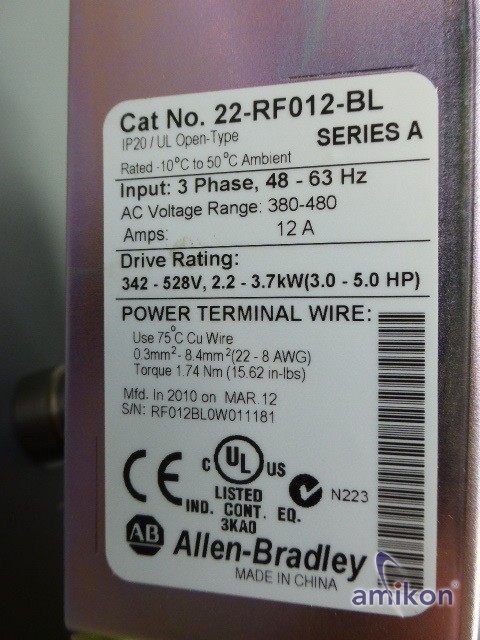 Cat No. 22-RF012-BL
IP20 / UL Open-Type
SERIES A
Rated -10°C to 50°C Ambient
Input: 3 Phase, 48 - 63 Hz
AC Voltage Range: 380-480
Amps: 12 A
Drive Rating:
342 - 528V, 2.2 - 3.7kW(3.0 - 5.0 HP)
POWER TERMINAL WIRE:
Use 75°C Cu Wire
0.3mm²- 8.4mm²(22 - 8 AWG)
Torque 1.74 Nm (15.62 in-lbs)
Mfd. In 2010 on MAR.12
S/N: RF012BL0W011181
CE
C UL US
LISTED
IND. CONT. EQ.
3KA0
N223
AB Allen-Bradley
MADE IN CHINA
amikon®